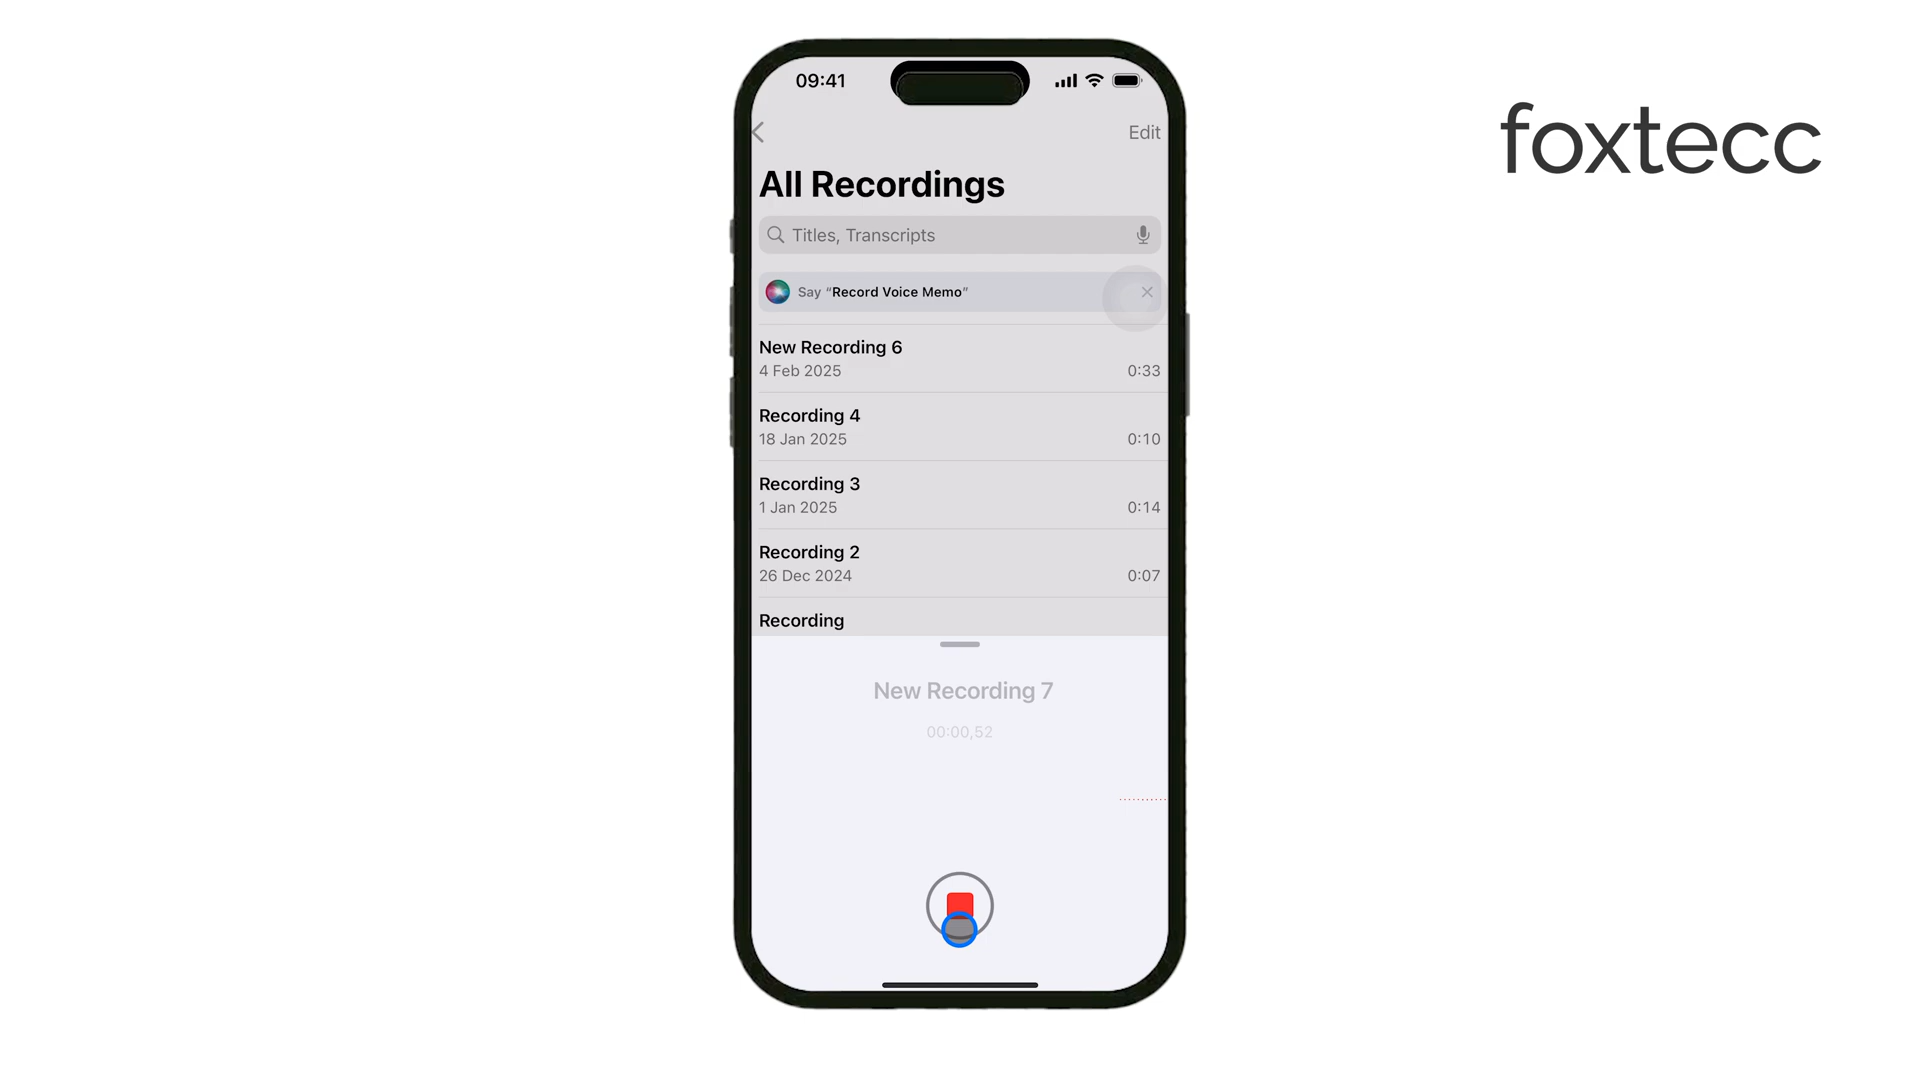 09:41
foxtecc
Edit
All Recordings
Titles, Transcripts
Say “Record Voice Memo”
New Recording 6
4 Feb 2025 0:33
Recording 4
18 Jan 2025 0:10
Recording 3
1 Jan 2025 0:14
Recording 2
26 Dec 2024 0:07
Recording
New Recording 7
00:00,52